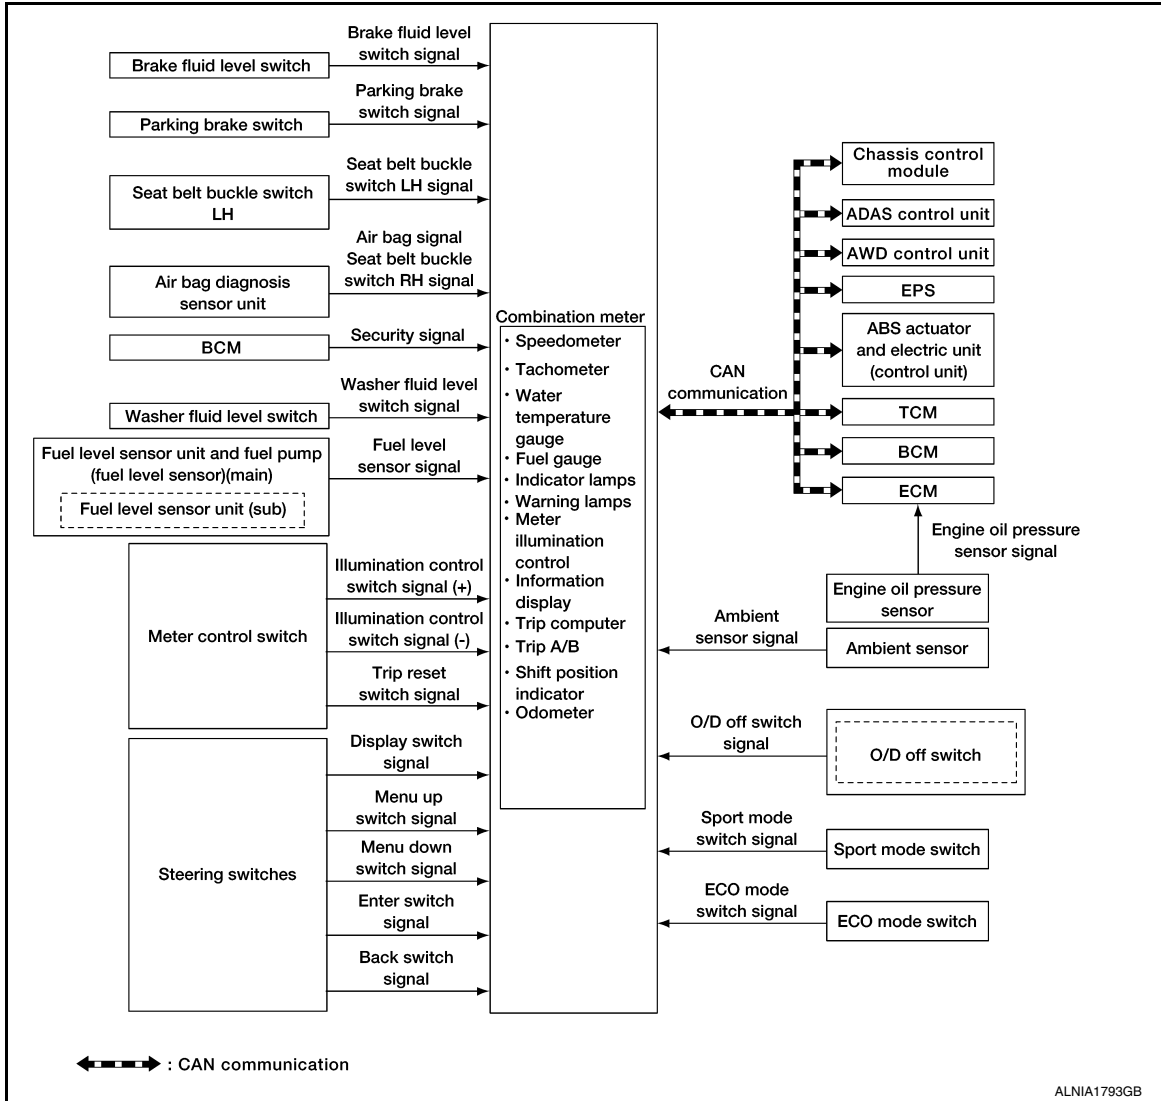 Brake fluid level
switch signal
Brake fluid level switch
Parking brake
switch signal
Parking brake switch
Seat belt buckle
switch LH signal
Seat belt buckle switch
LH
Air bag signal
Seat belt buckle
switch RH signal
Air bag diagnosis
sensor unit
Security signal
BCM
Washer fluid level
switch signal
Washer fluid level switch
Fuel level
sensor signal
Fuel level sensor unit and fuel pump
(fuel level sensor)(main)
Fuel level sensor unit (sub)
Illumination control
switch signal (+)
Illumination control
switch signal (-)
Trip reset
switch signal
Meter control switch
Display switch
signal
Menu up
switch signal
Menu down
switch signal
Enter switch
signal
Back switch
signal
Steering switches
Combination meter
· Speedometer
· Tachometer
· Water
temperature
gauge
· Fuel gauge
· Indicator lamps
· Warning lamps
· Meter
illumination
control
· Information
display
· Trip computer
· Trip A/B
· Shift position
indicator
· Odometer
CAN
communication
Chassis control
module
ADAS control unit
AWD control unit
EPS
ABS actuator
and electric unit
(control unit)
TCM
BCM
ECM
Engine oil pressure
sensor signal
Engine oil pressure
sensor
Ambient
sensor signal
Ambient sensor
O/D off switch
signal
O/D off switch
Sport mode
switch signal
Sport mode switch
ECO mode
switch signal
ECO mode switch
: CAN communication
ALNIA1793GB